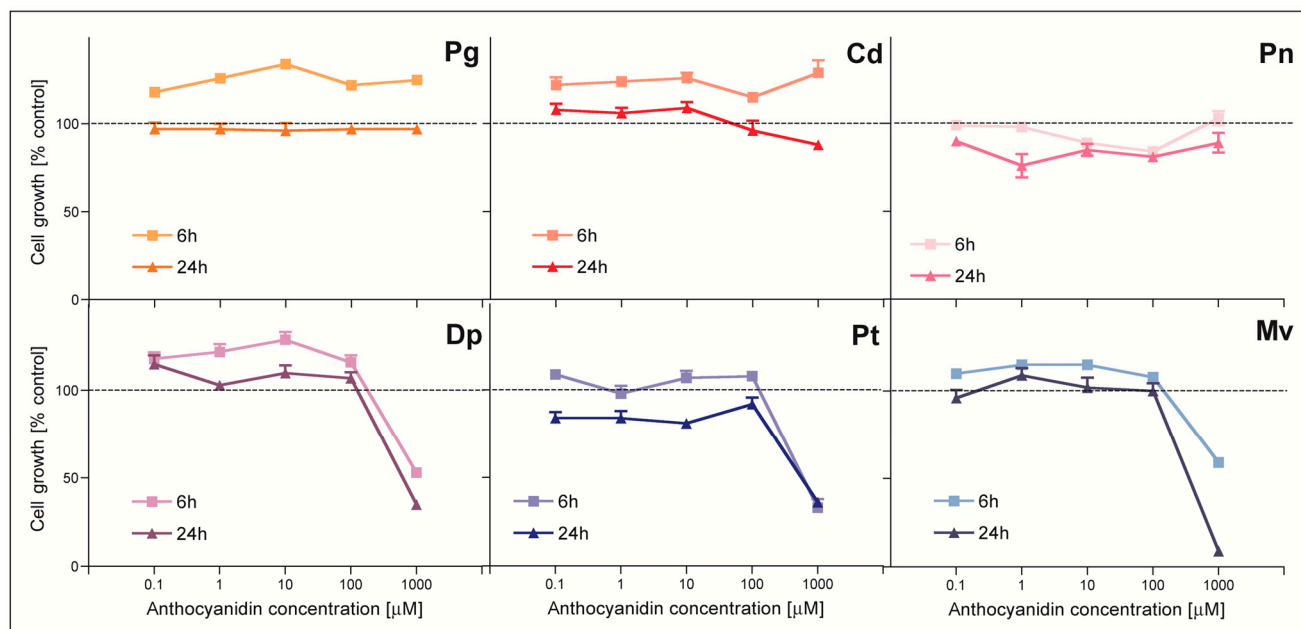 Pg
Cd
Pn
Cell growth [% control]
100
50
0
6h
24h
6h
24h
6h
24h
Dp
Pt
Mv
Cell growth [% control]
100
50
0
6h
24h
6h
24h
6h
24h
0.1 1 10 100 1000
0.1 1 10 100 1000
0.1 1 10 100 1000
Anthocyanidin concentration [µM]
Anthocyanidin concentration [µM]
Anthocyanidin concentration [µM]